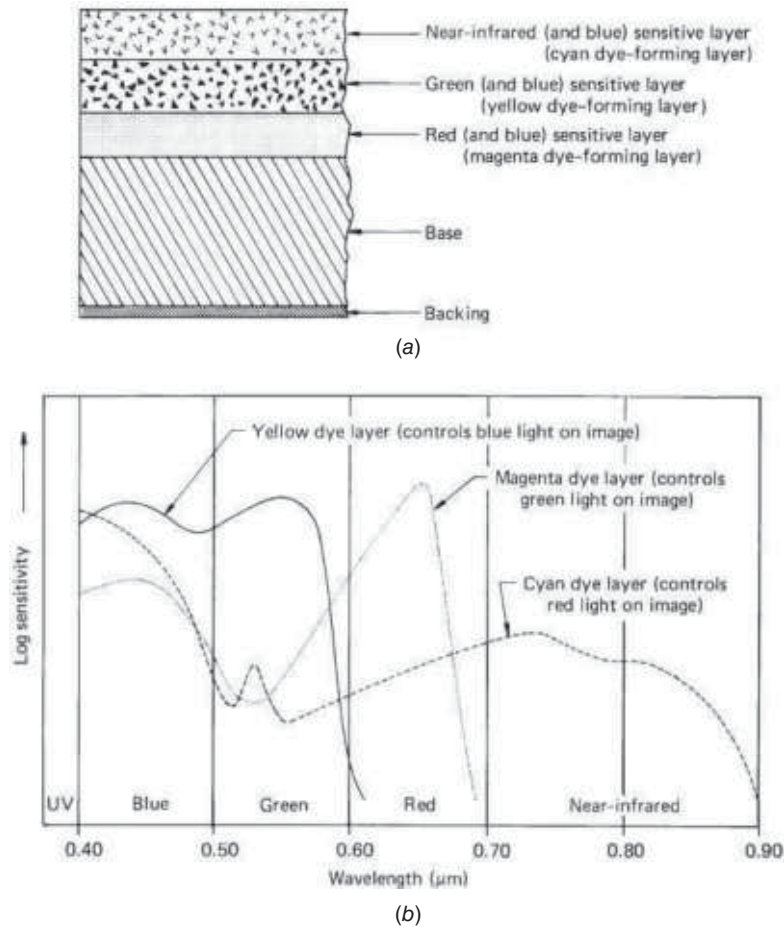 Near-infrared (and blue) sensitive layer
(cyan dye-forming layer)
Green (and blue) sensitive layer
(yellow dye-forming layer)
Red (and blue) sensitive layer
(magenta dye-forming layer)
Base
Backing
(a)
Yellow dye layer (controls blue light on image)
Magenta dye layer (controls
green light on image)
Cyan dye layer (controls
red light on image)
Log sensitivity
UV Blue Green Red Near-infrared
0.40 0.50 0.60 0.70 0.80 0.90
Wavelength (μm)
(b)